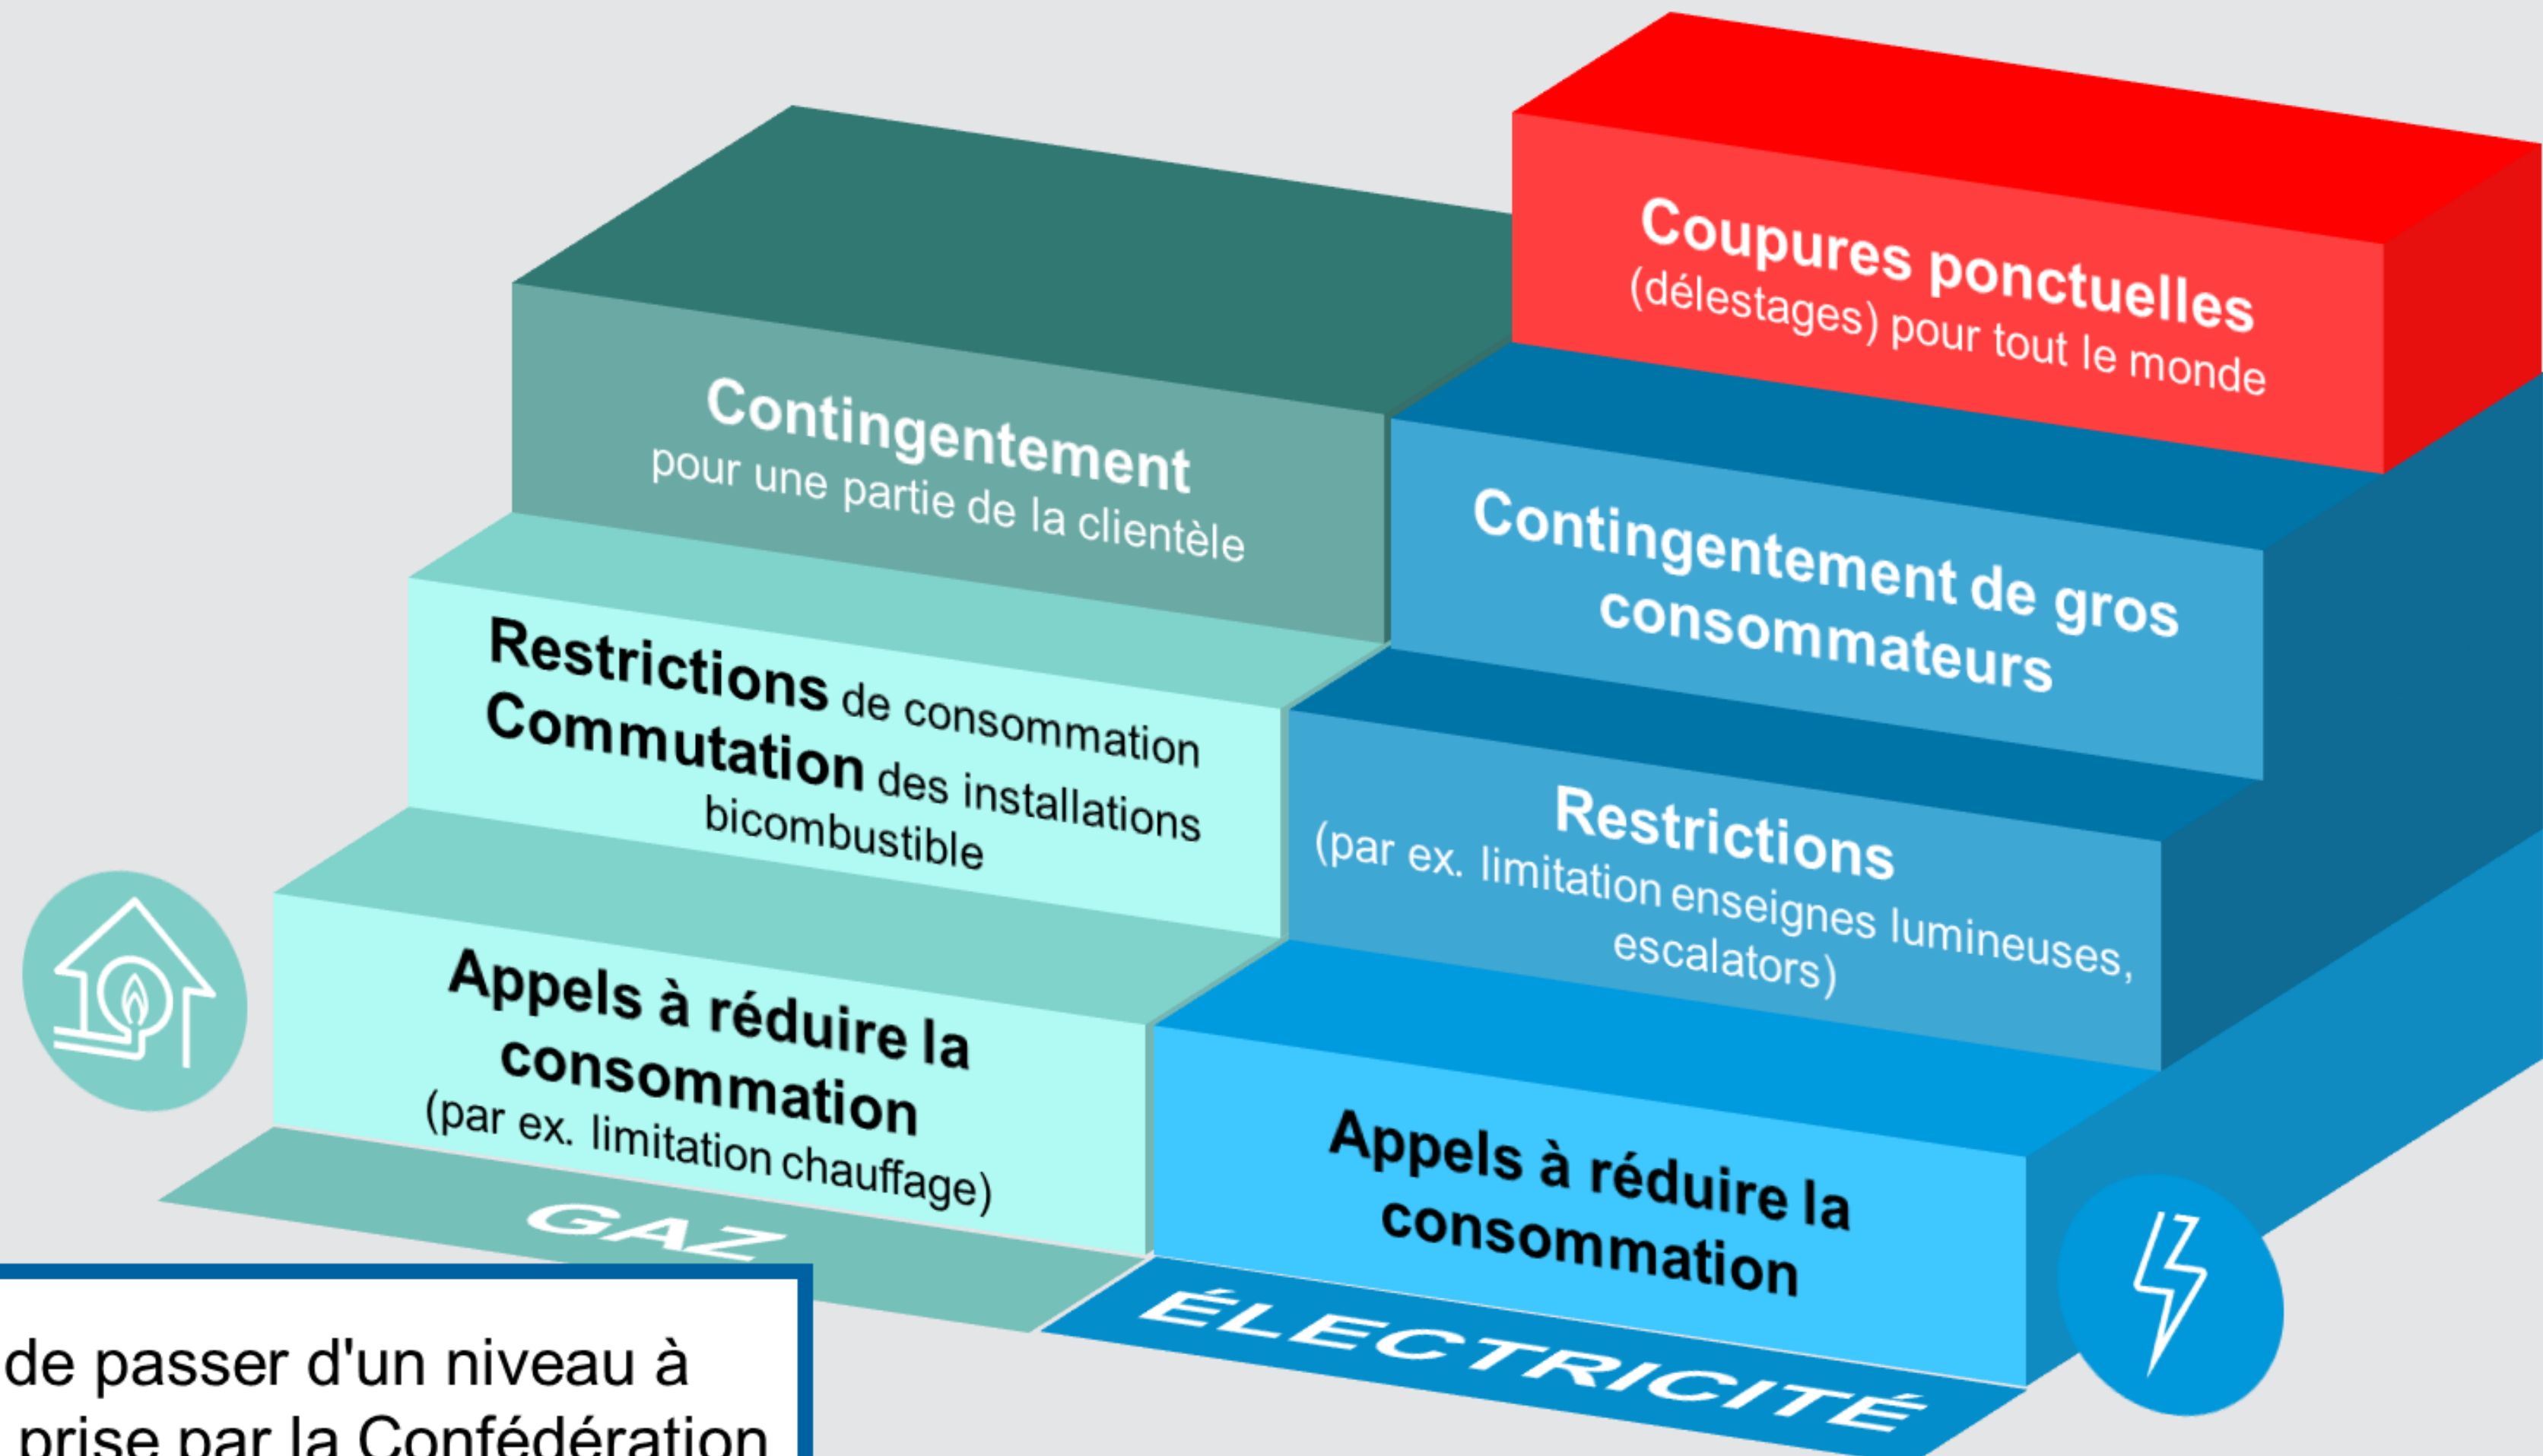 Coupures ponctuelles
(délestages) pour tout le monde
Contingentement
pour une partie de la clientèle
Contingentement de gros
consommateurs
Restrictions de consommation
Commutation des installations
bicombustible
Restrictions
(par ex. limitation enseignes lumineuses,
escalators)
Appels à réduire la
consommation
(par ex. limitation chauffage)
Appels à réduire la
consommation
GAZ
ÉLECTRICITÉ
de passer d'un niveau à
prise par la Confédération